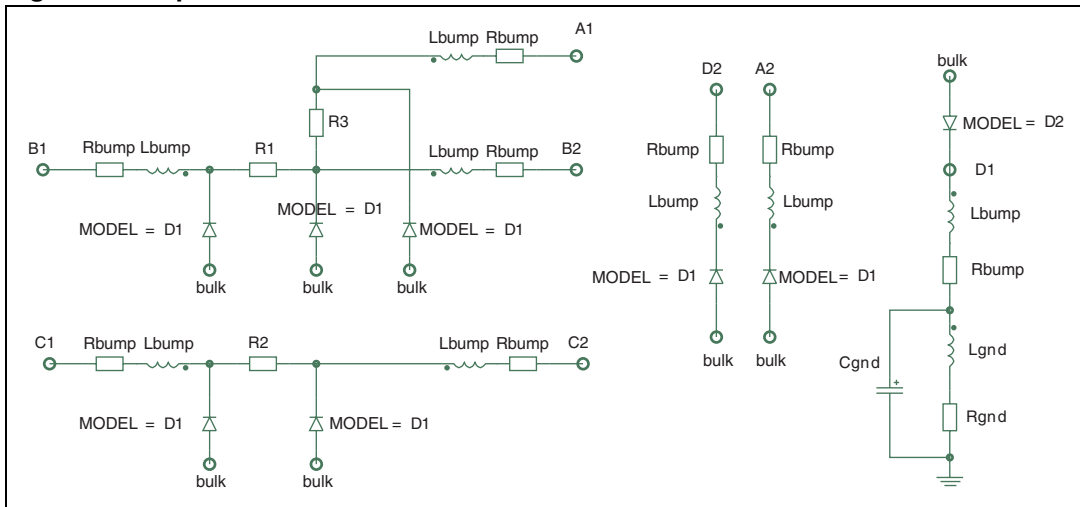 A1
Lbump Rbump
R3
B1
Rbump Lbump
R1
Lbump Rbump
B2
MODEL = D1
MODEL = D1
MODEL = D1
bulk
bulk
bulk
C1
Rbump Lbump
R2
Lbump Rbump
C2
MODEL = D1
MODEL = D1
bulk
bulk
D2
A2
Rbump
Rbump
Lbump
Lbump
MODEL = D1
MODEL= D1
bulk
bulk
bulk
MODEL = D2
D1
Lbump
Rbump
Lgnd
Cgnd
+
Rgnd